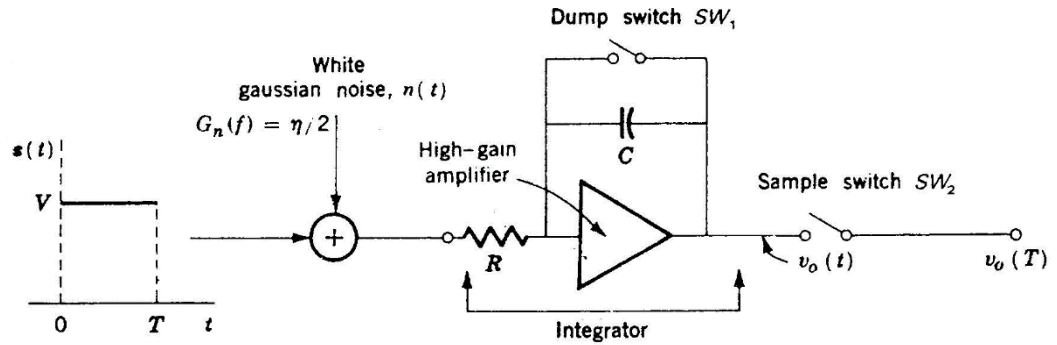 Dump switch SW₁
White
gaussian noise, n(t)
Gₙ(f) = η/2
s(t)
High-gain
amplifier
C
Sample switch SW₂
V
+
R
vₒ(t)
vₒ(T)
0
T
t
Integrator